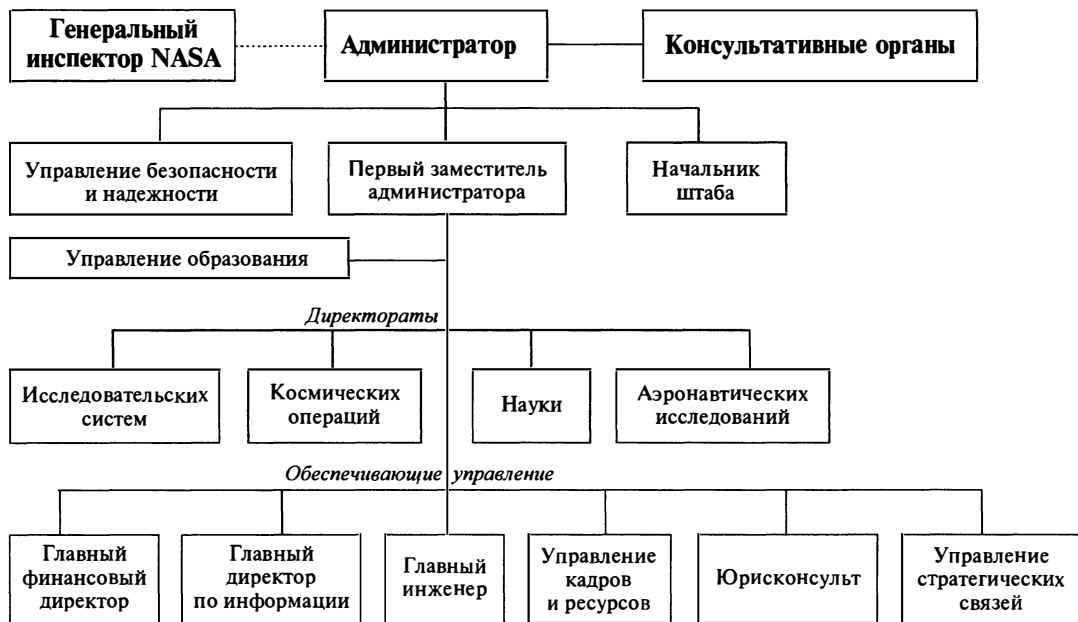 Генеральный
инспектор NASA
Администратор
Консультативные органы
Управление безопасности
и надежности
Первый заместитель
администратора
Начальник
штаба
Управление образования
Директораты
Исследовательских
систем
Космических
операций
Науки
Аэронавтических
исследований
Обеспечивающие управление
Главный
финансовый
директор
Главный
директор
по информации
Главный
инженер
Управление
кадров
и ресурсов
Юрисконсульт
Управление
стратегических
связей